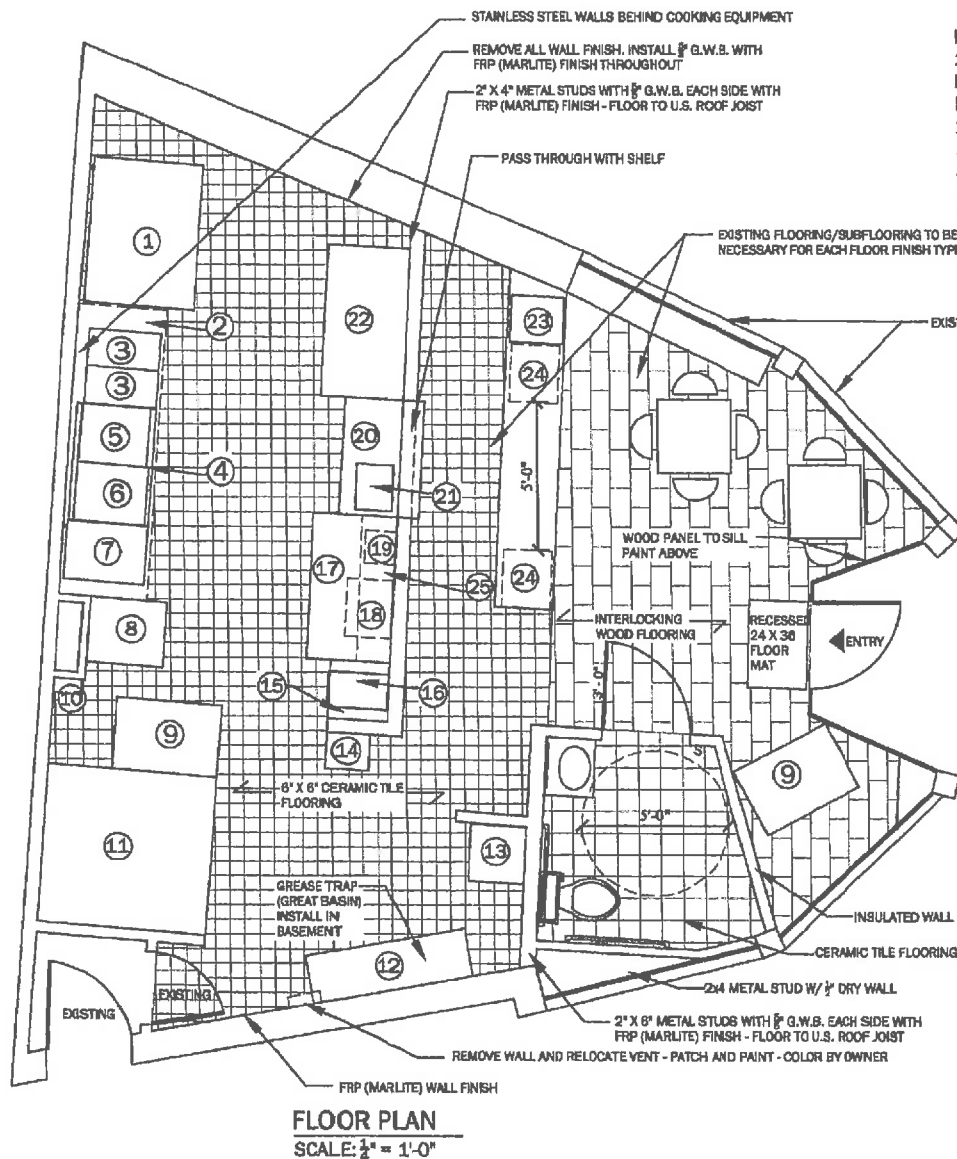 STAINLESS STEEL WALLS BEHIND COOKING EQUIPMENT
REMOVE ALL WALL FINISH. INSTALL ⅝" G.W.B. WITH
FRP (MARLITE) FINISH THROUGHOUT
2" X 4" METAL STUDS WITH ⅝" G.W.B. EACH SIDE WITH
FRP (MARLITE) FINISH - FLOOR TO U.S. ROOF JOIST
PASS THROUGH WITH SHELF
EXISTING FLOORING/SUBFLOORING TO BE
NECESSARY FOR EACH FLOOR FINISH TYPE
EXIST
1
2
3
3
4
5
6
7
8
9
10
11
22
20
21
19
17
25
18
15
16
14
23
24
5'-0"
24
WOOD PANEL TO SILL
PAINT ABOVE
INTERLOCKING
WOOD FLOORING
RECESSED
24 X 36
FLOOR
MAT
ENTRY
3'-0"
S
9
5'-0"
13
6" X 6" CERAMIC TILE
FLOORING
GREASE TRAP
(GREAT BASIN)
INSTALL IN
BASEMENT
12
INSULATED WALL
CERAMIC TILE FLOORING
EXISTING
EXISTING
2x4 METAL STUD W/ ½" DRY WALL
2" X 6" METAL STUDS WITH ⅝" G.W.B. EACH SIDE WITH
FRP (MARLITE) FINISH - FLOOR TO U.S. ROOF JOIST
REMOVE WALL AND RELOCATE VENT - PATCH AND PAINT - COLOR BY OWNER
FRP (MARLITE) WALL FINISH
FLOOR PLAN
SCALE: ½" = 1'-0"